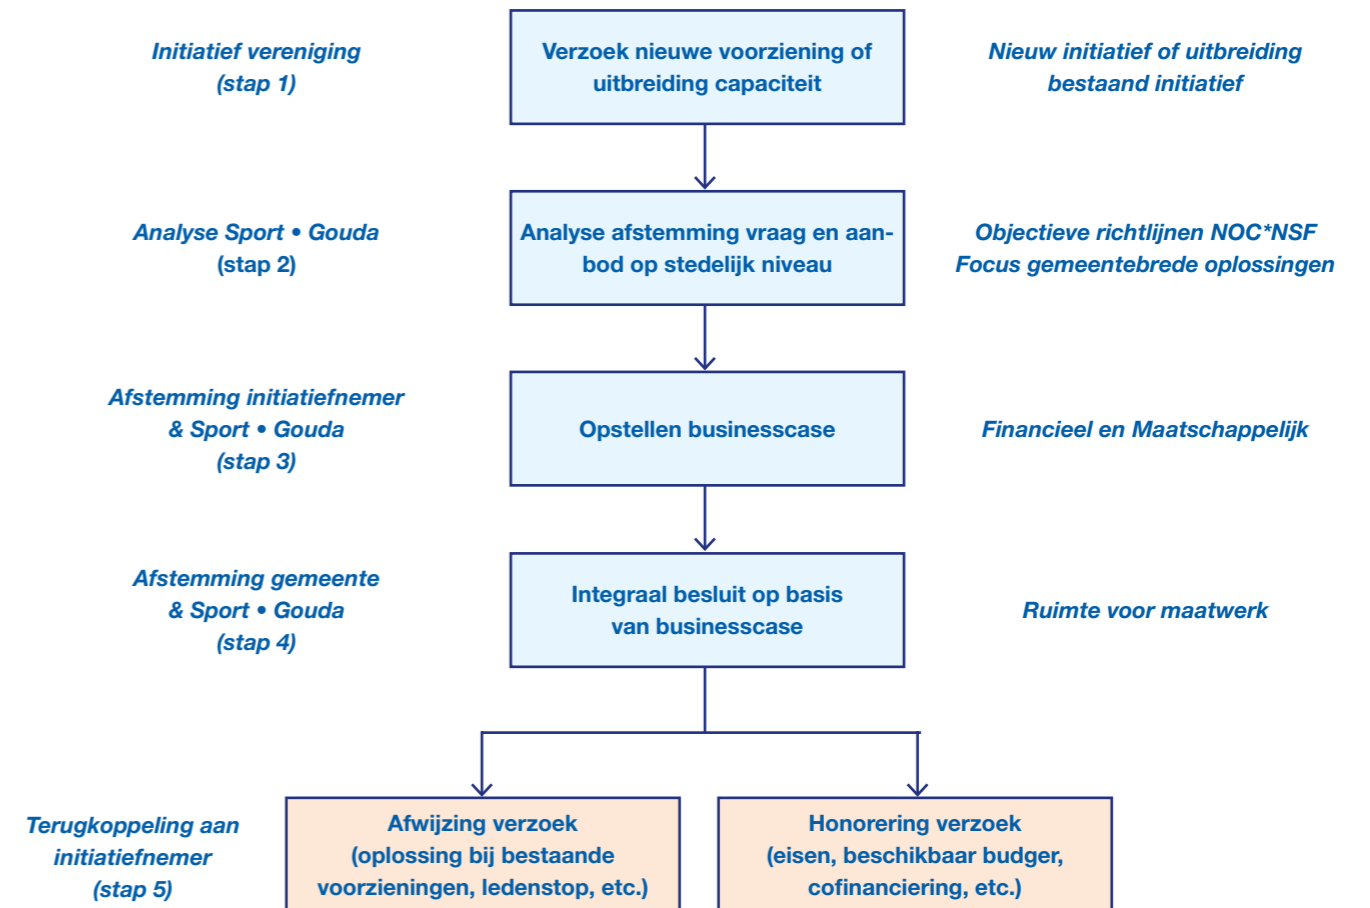 Initiatief vereniging
(stap 1)
Verzoek nieuwe voorziening of
uitbreiding capaciteit
Nieuw initiatief of uitbreiding
bestaand initiatief
Analyse Sport • Gouda
(stap 2)
Analyse afstemming vraag en aan-
bod op stedelijk niveau
Objectieve richtlijnen NOC*NSF
Focus gemeentebrede oplossingen
Afstemming initiatiefnemer
& Sport • Gouda
(stap 3)
Opstellen businesscase
Financieel en Maatschappelijk
Afstemming gemeente
& Sport • Gouda
(stap 4)
Integraal besluit op basis
van businesscase
Ruimte voor maatwerk
Terugkoppeling aan
initiatiefnemer
(stap 5)
Afwijzing verzoek
(oplossing bij bestaande
voorzieningen, ledenstop, etc.)
Honorering verzoek
(eisen, beschikbaar budger,
cofinanciering, etc.)